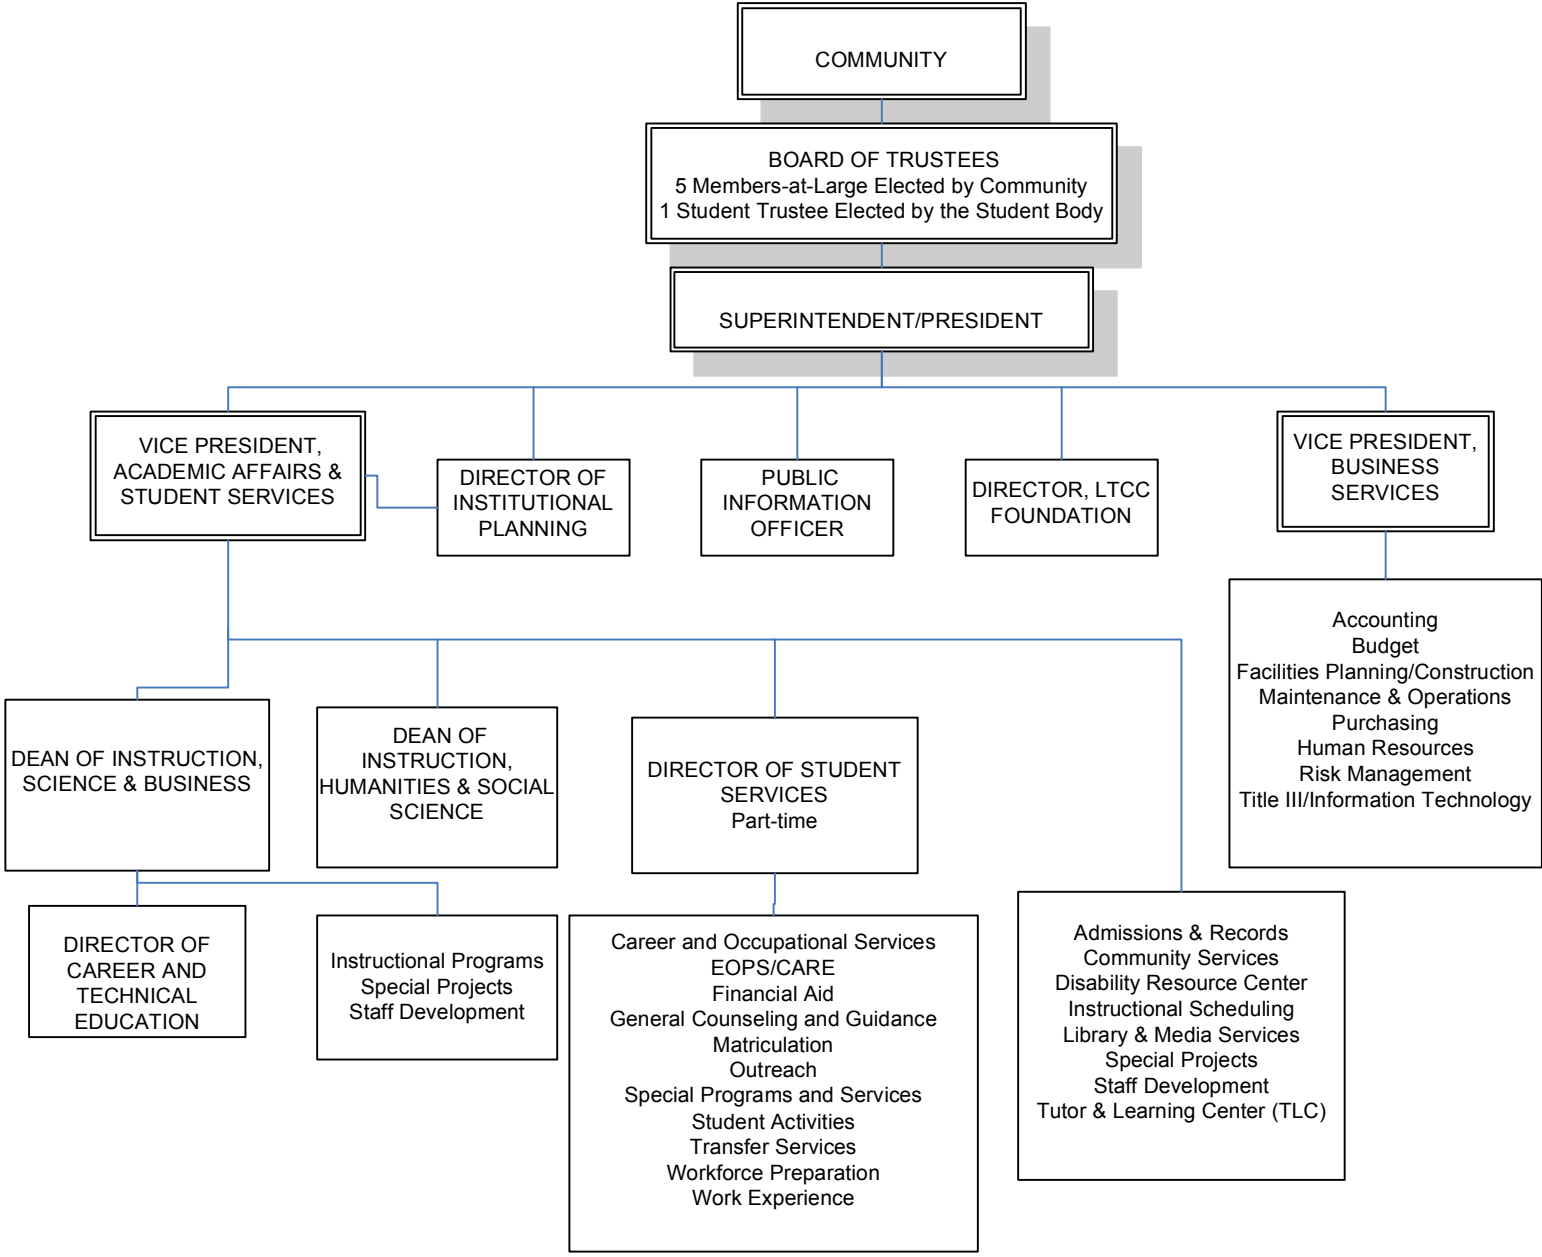 COMMUNITY
BOARD OF TRUSTEES
5 Members-at-Large Elected by Community
1 Student Trustee Elected by the Student Body
SUPERINTENDENT/PRESIDENT
VICE PRESIDENT,
ACADEMIC AFFAIRS &
STUDENT SERVICES
DIRECTOR OF
INSTITUTIONAL
PLANNING
PUBLIC
INFORMATION
OFFICER
DIRECTOR, LTCC
FOUNDATION
VICE PRESIDENT,
BUSINESS
SERVICES
Accounting
Budget
Facilities Planning/Construction
Maintenance & Operations
Purchasing
Human Resources
Risk Management
Title III/Information Technology
DEAN OF INSTRUCTION,
SCIENCE & BUSINESS
DEAN OF
INSTRUCTION,
HUMANITIES & SOCIAL
SCIENCE
DIRECTOR OF STUDENT
SERVICES
Part-time
DIRECTOR OF
CAREER AND
TECHNICAL
EDUCATION
Instructional Programs
Special Projects
Staff Development
Career and Occupational Services
EOPS/CARE
Financial Aid
General Counseling and Guidance
Matriculation
Outreach
Special Programs and Services
Student Activities
Transfer Services
Workforce Preparation
Work Experience
Admissions & Records
Community Services
Disability Resource Center
Instructional Scheduling
Library & Media Services
Special Projects
Staff Development
Tutor & Learning Center (TLC)